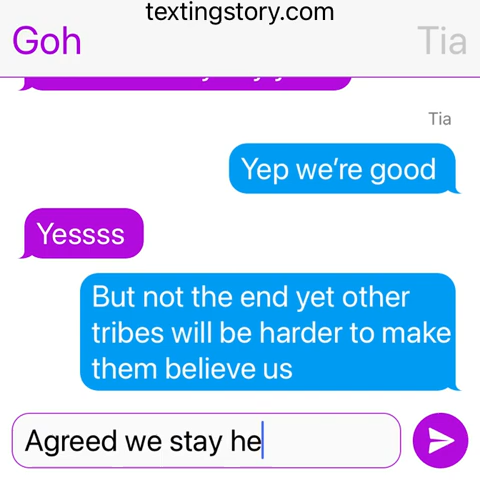 textingstory.com
Goh
Tia
Tia
Yep we’re good
Yessss
But not the end yet other
tribes will be harder to make
them believe us
Agreed we stay he